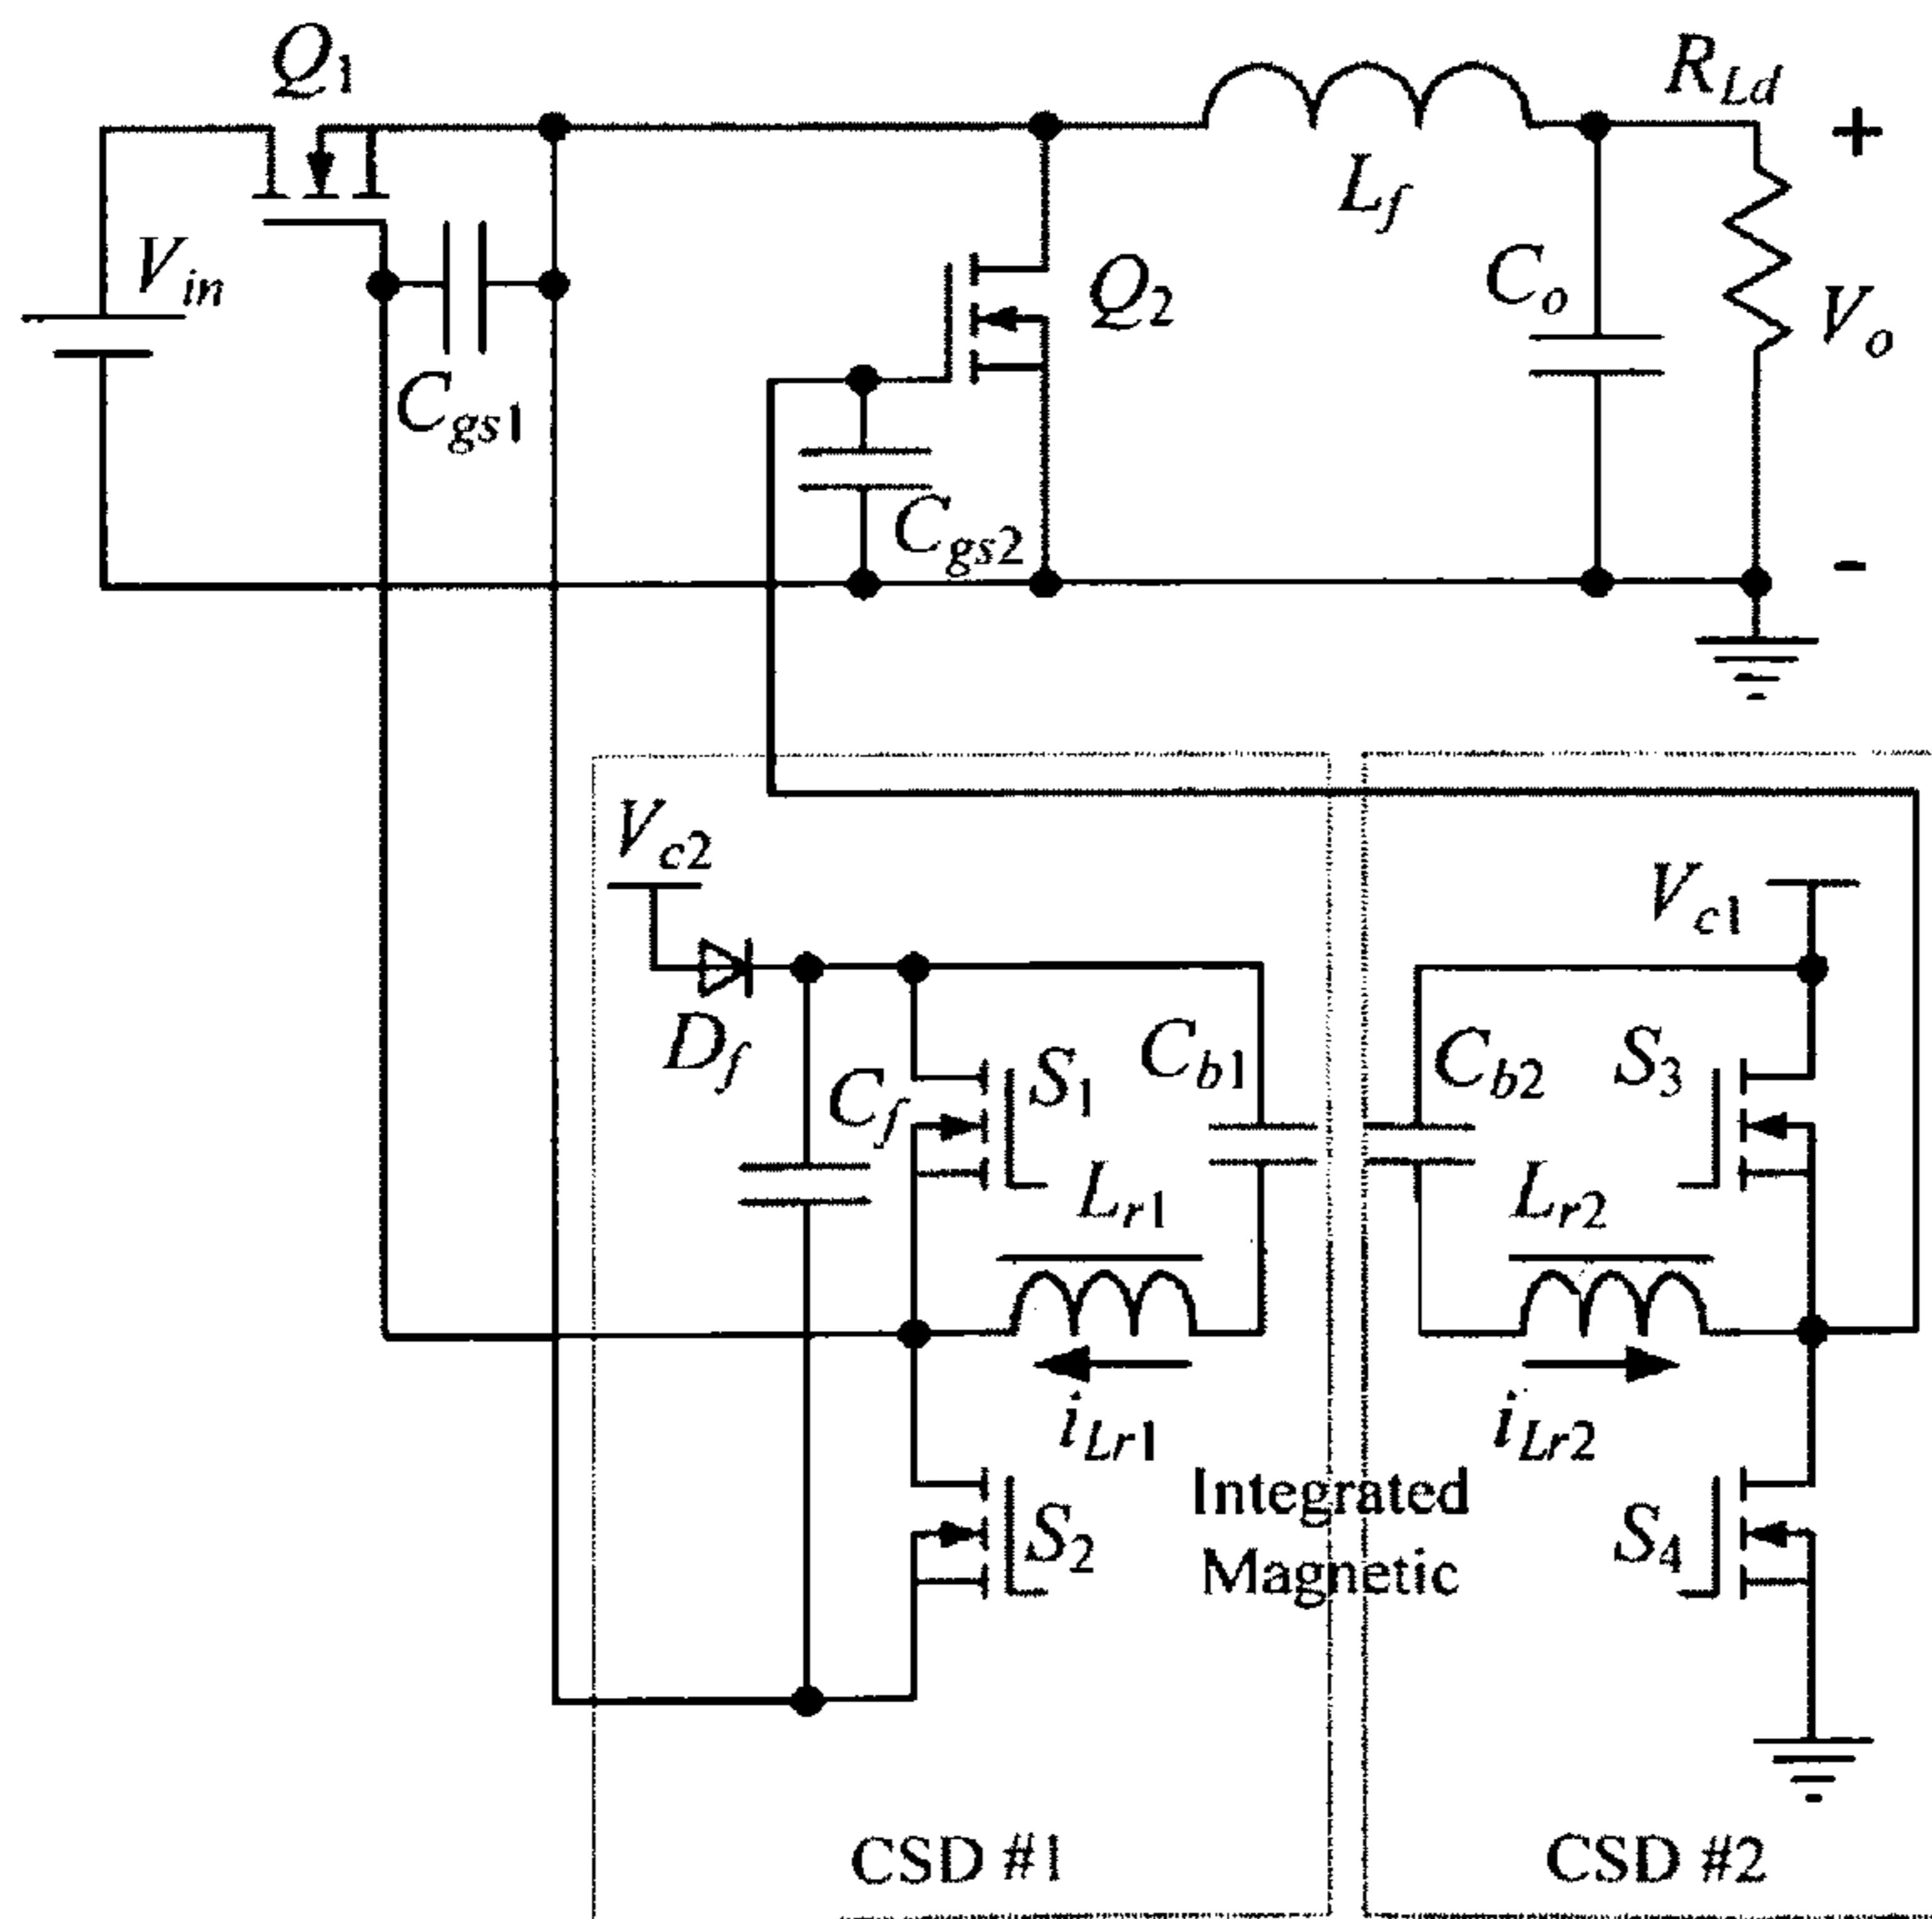 Q1
RLd
+
Vin
Lf
Q2
Co
Vo
Cgs1
Cgs2
-
Vc2
Vc1
Df
Cf
S1
Cb1
Cb2
S3
Lr1
Lr2
iLr1
iLr2
Integrated
Magnetic
S2
S4
CSD #1
CSD #2